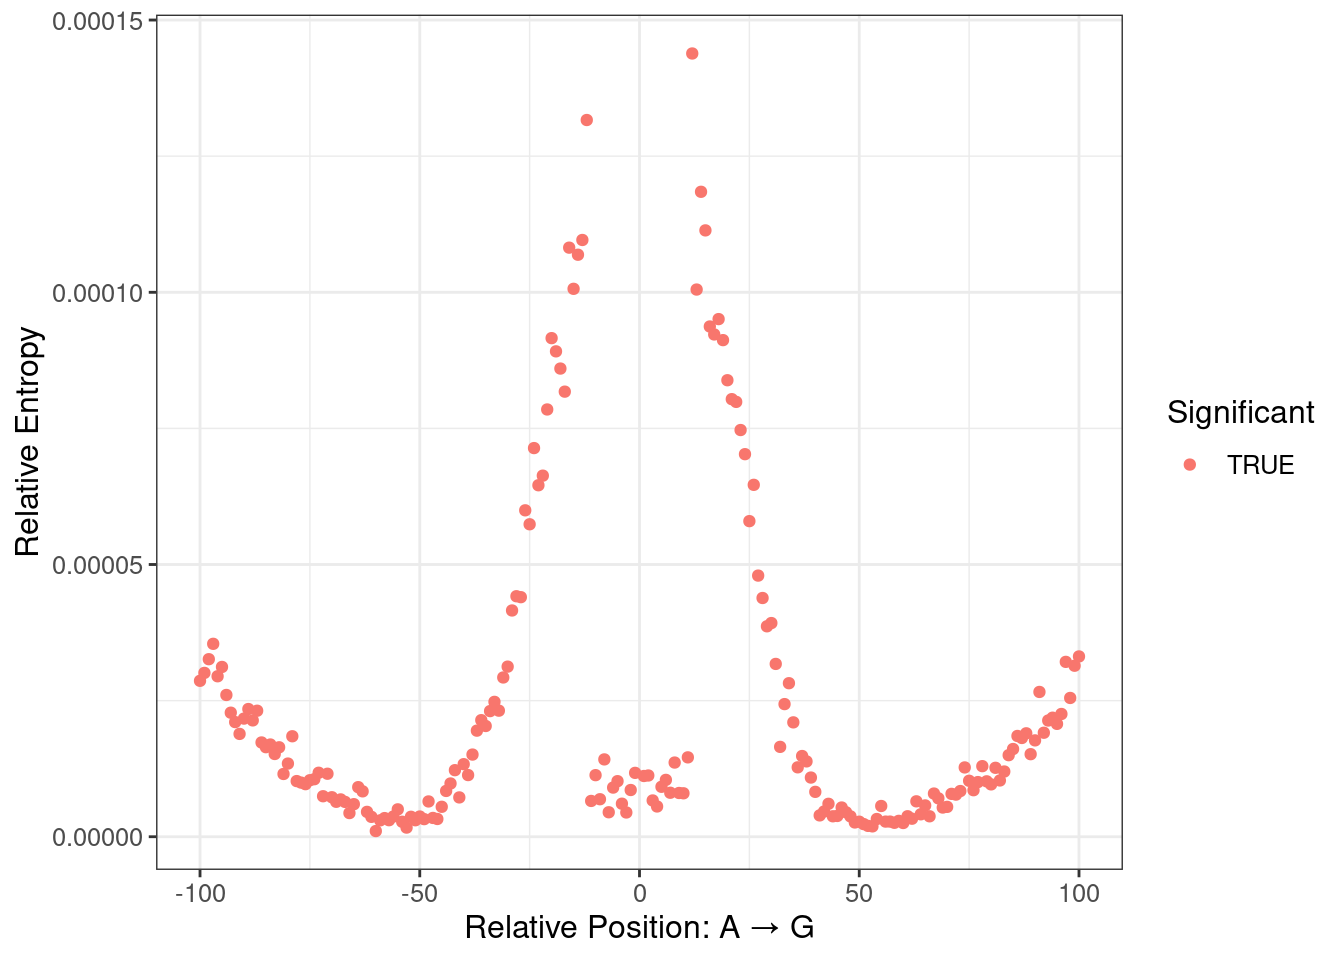 0.00015
0.00010
0.00005
0.00000
Relative Entropy
-100 -50 0 50 100
Relative Position: A → G
Significant
TRUE